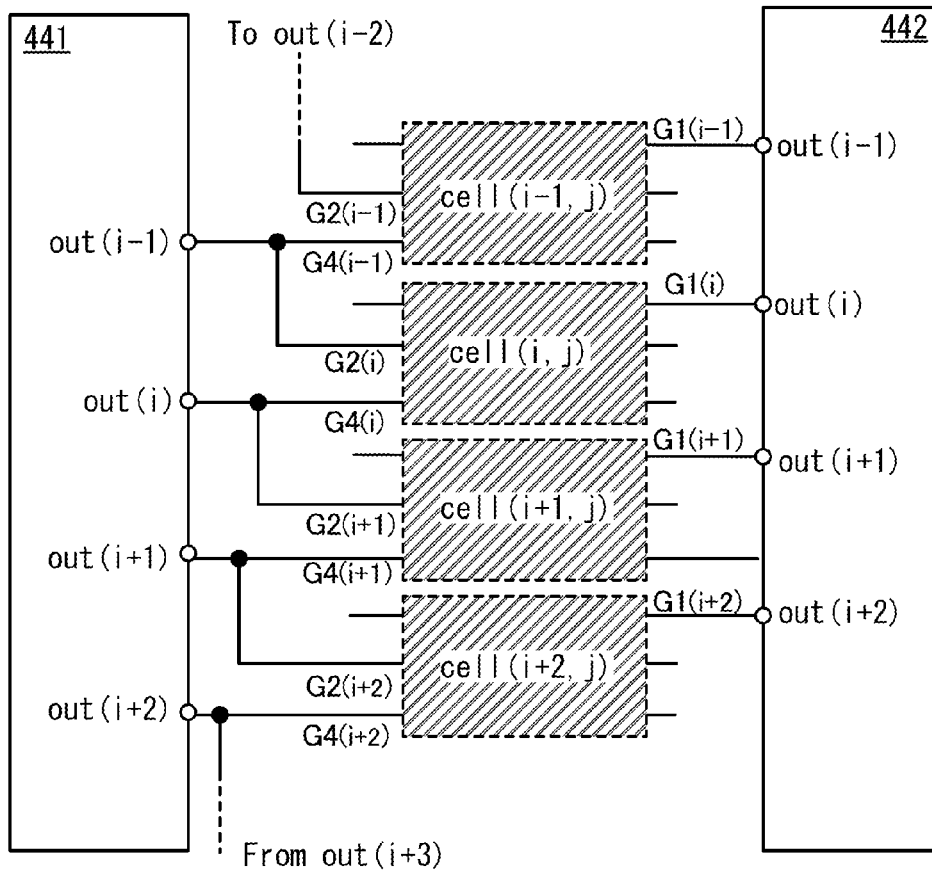 441
To out(i-2)
442
G1(i-1)
out(i-1)
cell(i-1, j)
G2(i-1)
out(i-1)
G4(i-1)
G1(i)
out(i)
cell(i, j)
G2(i)
out(i)
G4(i)
G1(i+1)
out(i+1)
cell(i+1, j)
G2(i+1)
out(i+1)
G4(i+1)
G1(i+2)
out(i+2)
cell(i+2, j)
G2(i+2)
out(i+2)
G4(i+2)
From out(i+3)